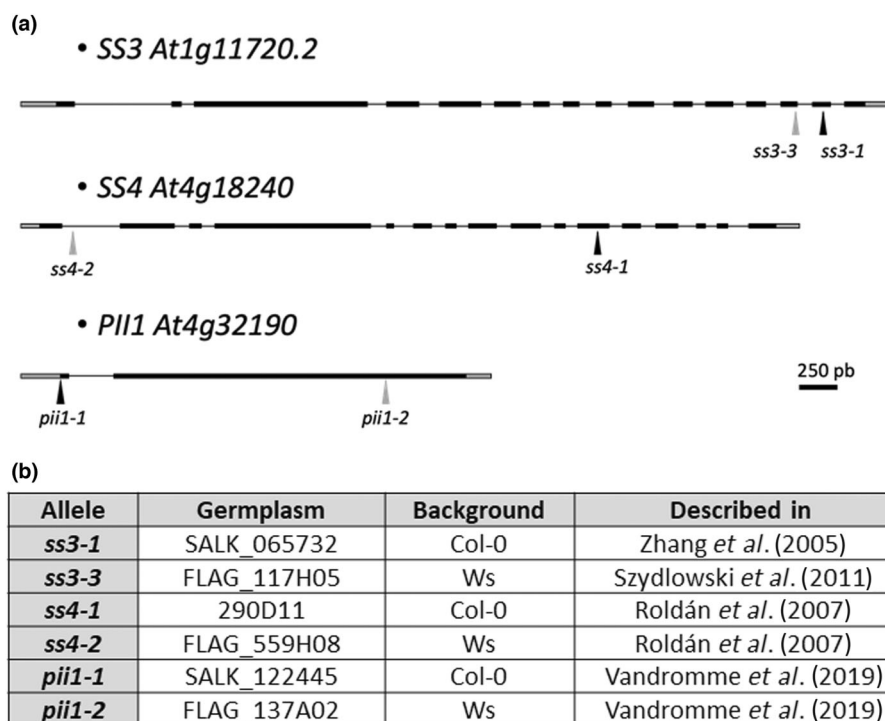 (a)
• SS3 At1g11720.2
ss3-3 ss3-1
• SS4 At4g18240
ss4-2 ss4-1
• PII1 At4g32190
250 pb
pii1-1 pii1-2
(b)
Allele Germplasm Background Described in
ss3-1 SALK_065732 Col-0 Zhang et al. (2005)
ss3-3 FLAG_117H05 Ws Szydlowski et al. (2011)
ss4-1 290D11 Col-0 Roldán et al. (2007)
ss4-2 FLAG_559H08 Ws Roldán et al. (2007)
pii1-1 SALK_122445 Col-0 Vandromme et al. (2019)
pii1-2 FLAG_137A02 Ws Vandromme et al. (2019)